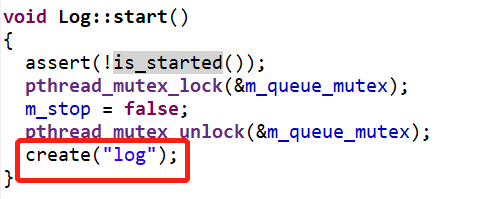 void Log::start()
{
  assert(!is_started());
  pthread_mutex_lock(&m_queue_mutex);
  m_stop = false;
  pthread_mutex_unlock(&m_queue_mutex);
  create("log");
}